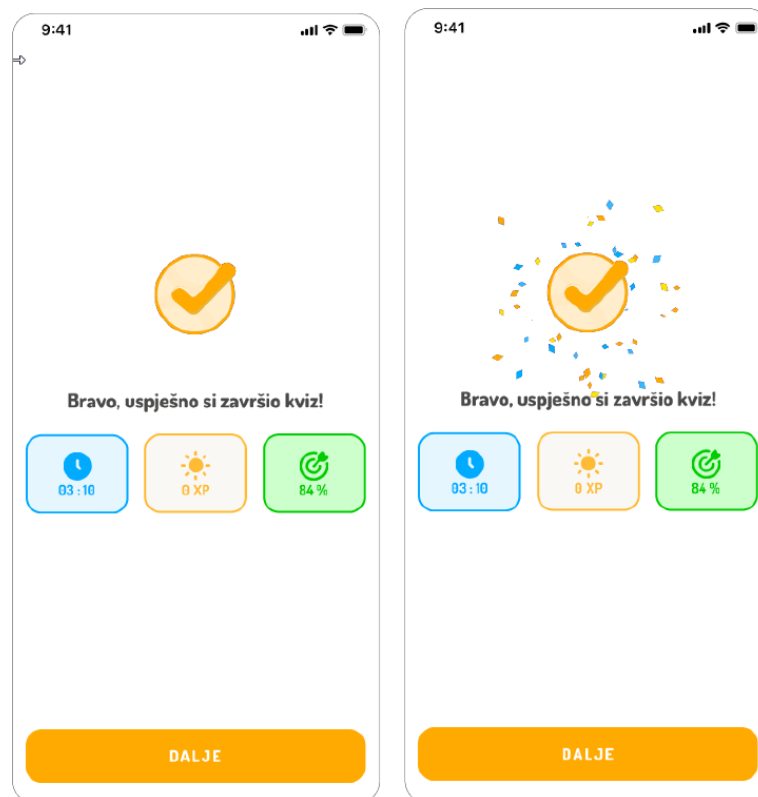 9:41
Bravo, uspješno si završio kviz!
03 : 10
0 XP
84 %
DALJE
9:41
Bravo, uspješno si završio kviz!
03 : 10
0 XP
84 %
DALJE